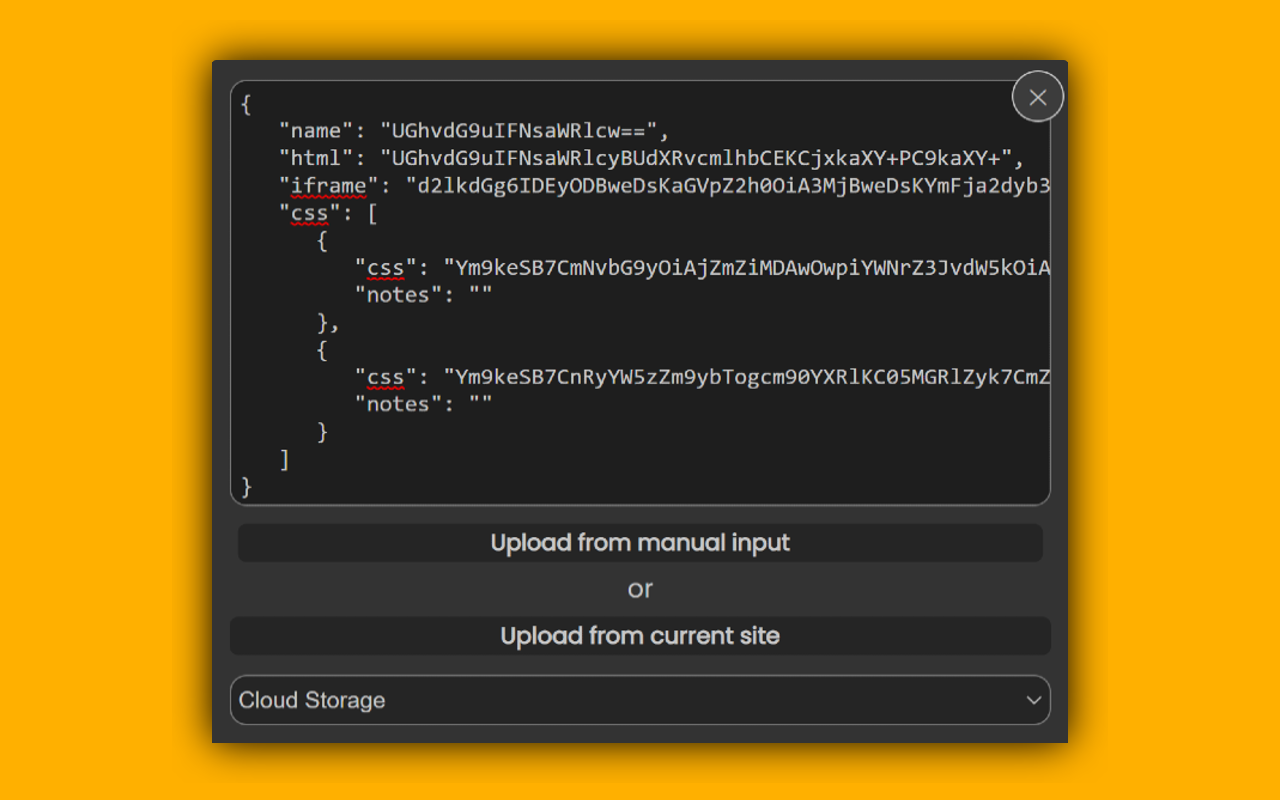 {
"name": "UGhvdG9uIFNsaWRlcw==",
"html": "UGhvdG9uIFNsaWRlcyBUdXRvcmlhbCEKCjxkaXY+PC9kaXY+",
"iframe": "d2lkdGg6IDEyODBweDsKaGVpZ2h0OiA3MjBweDsKYmFja2dyb3
"css": [
{
"css": "Ym9keSB7CmNvbG9yOiAjZmZiMDAwOwpiYWNrZ3JvdW5kOiA
"notes": ""
},
{
"css": "Ym9keSB7CnRyYW5zZm9ybTogcm90YXRlKC05MGRlZyk7CmZ
"notes": ""
}
]
}
Upload from manual input
or
Upload from current site
Cloud Storage